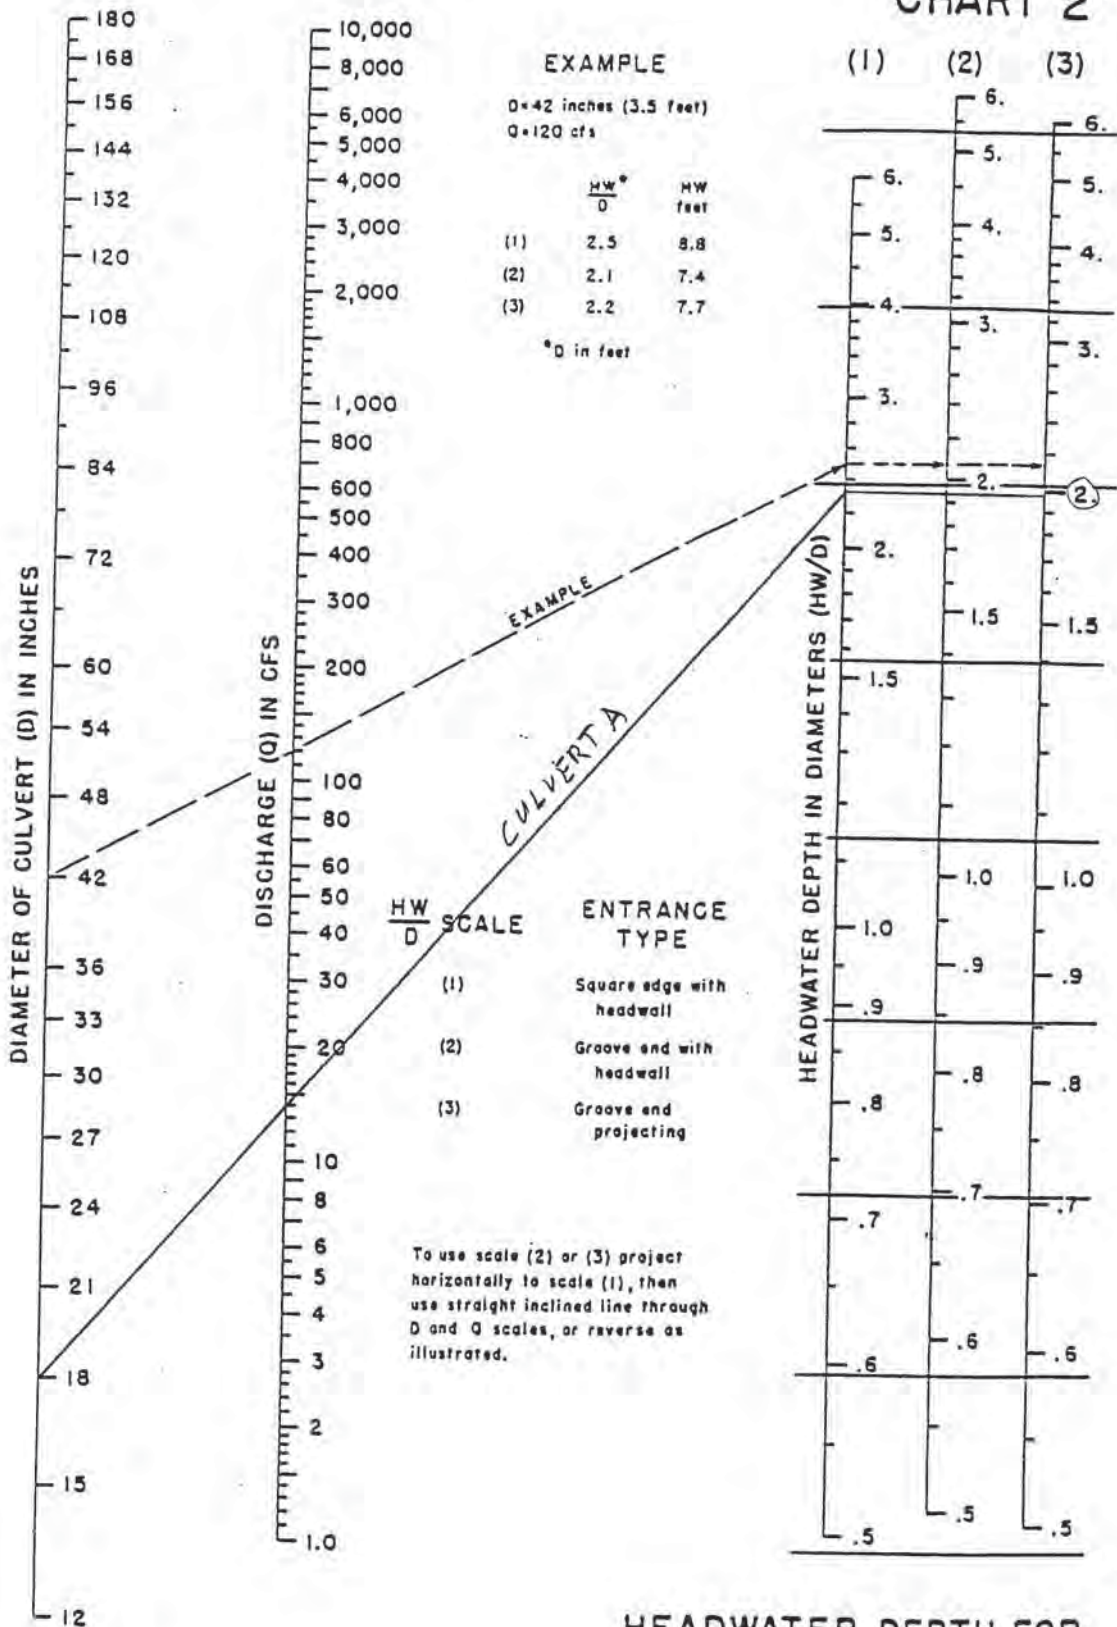 CHART 2
180
168
156
144
132
120
108
96
84
72
60
54
48
42
36
33
30
27
24
21
18
15
12
DIAMETER OF CULVERT (D) IN INCHES
10,000
8,000
6,000
5,000
4,000
3,000
2,000
1,000
800
600
500
400
300
200
100
80
60
50
40
30
20
10
8
6
5
4
3
2
1.0
DISCHARGE (Q) IN CFS
EXAMPLE
D=42 inches (3.5 feet)
Q=120 cfs
HW* HW
D feet
(1) 2.5 8.8
(2) 2.1 7.4
(3) 2.2 7.7
*D in feet
EXAMPLE
CULVERT A
HW SCALE ENTRANCE
D TYPE
(1) Square edge with
headwall
(2) Groove end with
headwall
(3) Groove end
projecting
To use scale (2) or (3) project
horizontally to scale (1), then
use straight inclined line through
D and Q scales, or reverse as
illustrated.
HEADWATER DEPTH IN DIAMETERS (HW/D)
(1) (2) (3)
6.
5.
4.
3.
2.
1.5
1.0
.9
.8
.7
.6
.5
6.
5.
4.
3.
2.
1.5
1.0
.9
.8
.7
.6
.5
6.
5.
4.
3.
2.
1.5
1.0
.9
.8
.7
.6
.5
HEADWATER DEPTH FOR